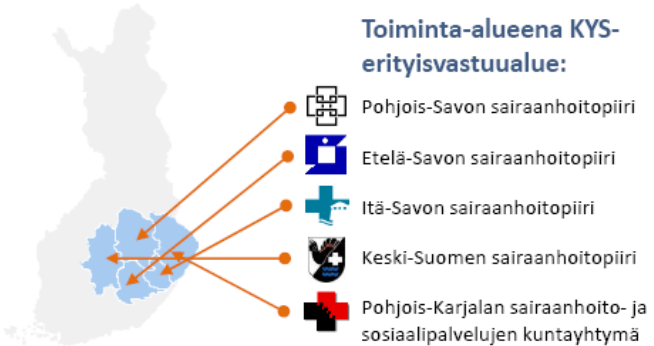 Toiminta-alueena KYS-
erityisvastuualue:
Pohjois-Savon sairaanhoitopiiri
Etelä-Savon sairaanhoitopiiri
Itä-Savon sairaanhoitopiiri
Keski-Suomen sairaanhoitopiiri
Pohjois-Karjalan sairaanhoito- ja
sosiaalipalvelujen kuntayhtymä